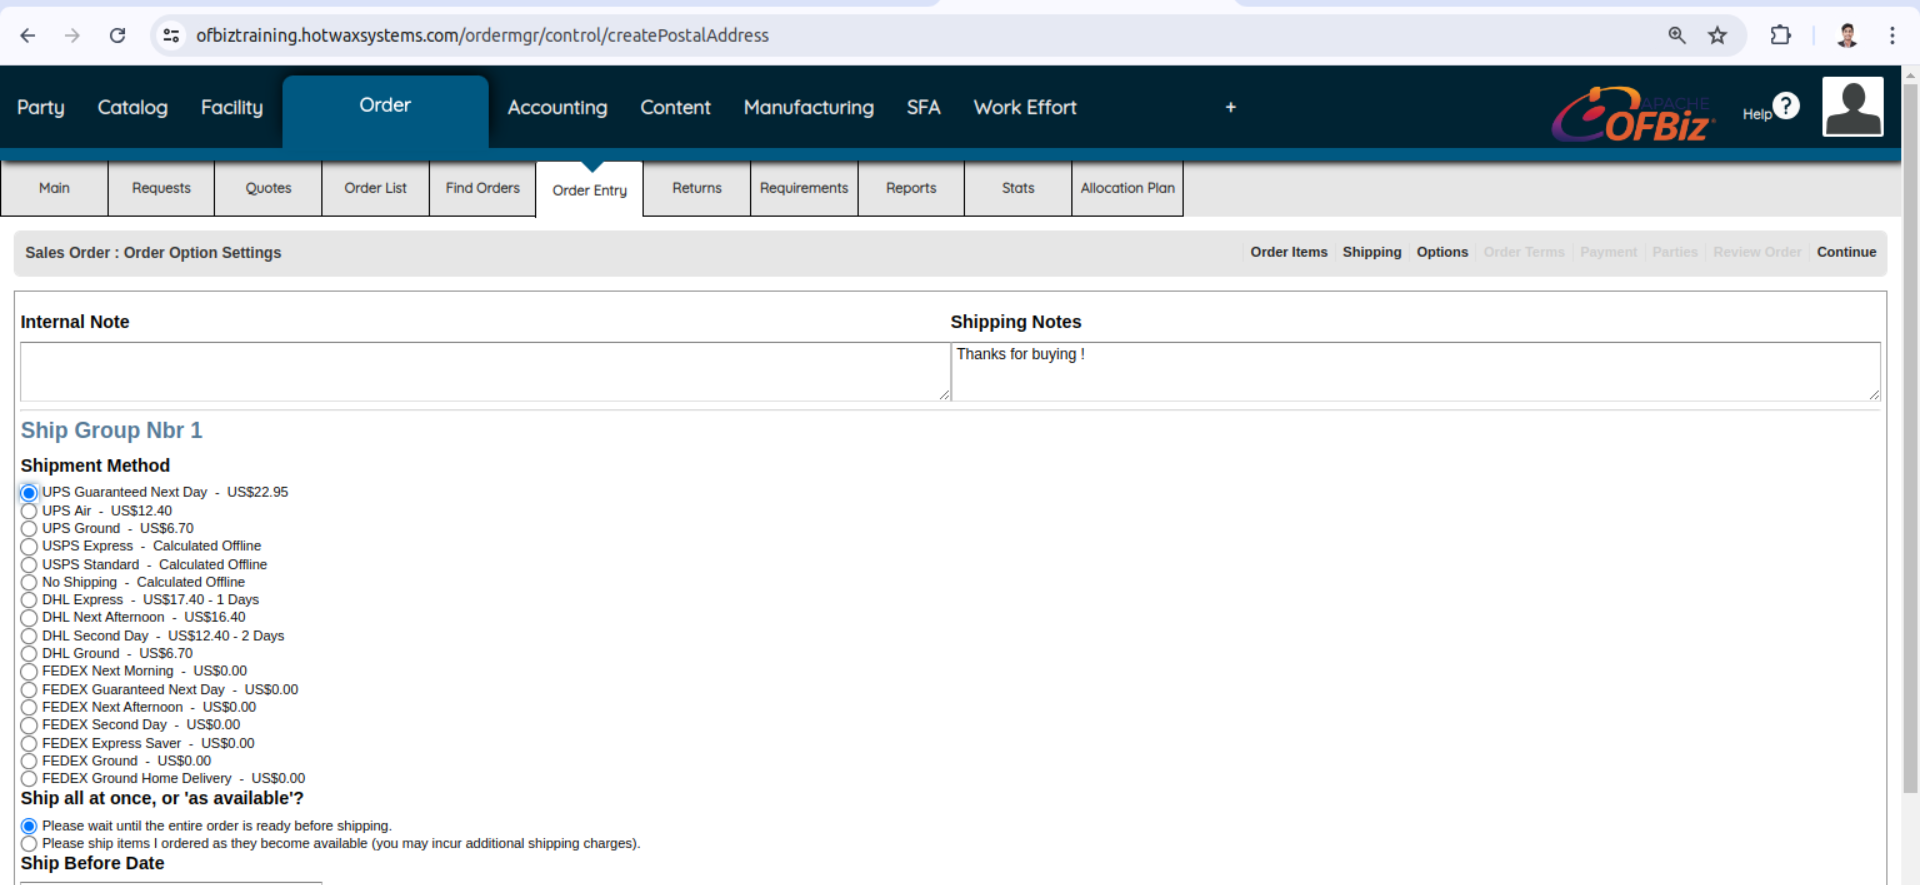 ofbiztraining.hotwaxsystems.com/ordermgr/control/createPostalAddress
Party Catalog Facility Order Accounting Content Manufacturing SFA Work Effort +
APACHE
OFBiz
Help ?
Main Requests Quotes Order List Find Orders Order Entry Returns Requirements Reports Stats Allocation Plan
Sales Order : Order Option Settings
Order Items Shipping Options Order Terms Payment Parties Review Order Continue
Internal Note Shipping Notes
Thanks for buying !
Ship Group Nbr 1
Shipment Method
UPS Guaranteed Next Day - US$22.95
UPS Air - US$12.40
UPS Ground - US$6.70
USPS Express - Calculated Offline
USPS Standard - Calculated Offline
No Shipping - Calculated Offline
DHL Express - US$17.40 - 1 Days
DHL Next Afternoon - US$16.40
DHL Second Day - US$12.40 - 2 Days
DHL Ground - US$6.70
FEDEX Next Morning - US$0.00
FEDEX Guaranteed Next Day - US$0.00
FEDEX Next Afternoon - US$0.00
FEDEX Second Day - US$0.00
FEDEX Express Saver - US$0.00
FEDEX Ground - US$0.00
FEDEX Ground Home Delivery - US$0.00
Ship all at once, or 'as available'?
Please wait until the entire order is ready before shipping.
Please ship items I ordered as they become available (you may incur additional shipping charges).
Ship Before Date